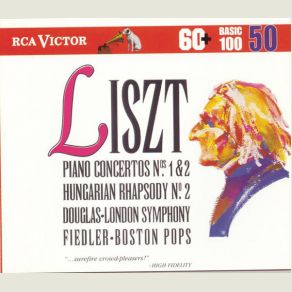 RCA VICTOR
60+
BASIC 100
50
LISZT
PIANO CONCERTOS Nos 1 & 2
HUNGARIAN RHAPSODY No 2
DOUGLAS-LONDON SYMPHONY
FIEDLER-BOSTON POPS
"...surefire crowd-pleasers!"
-HIGH FIDELITY